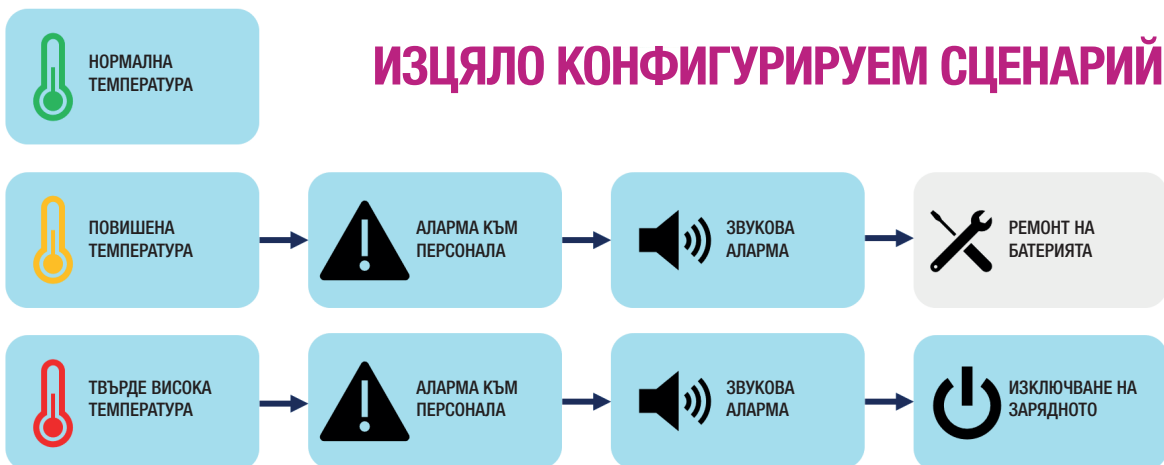 НОРМАЛНА
ТЕМПЕРАТУРА
ИЗЦЯЛО КОНФИГУРИРУЕМ СЦЕНАРИЙ
ПОВИШЕНА
ТЕМПЕРАТУРА
АЛАРМА КЪМ
ПЕРСОНАЛА
ЗВУКОВА
АЛАРМА
РЕМОНТ НА
БАТЕРИЯТА
ТВЪРДЕ ВИСОКА
ТЕМПЕРАТУРА
АЛАРМА КЪМ
ПЕРСОНАЛА
ЗВУКОВА
АЛАРМА
ИЗКЛЮЧВАНЕ НА
ЗАРЯДНОТО